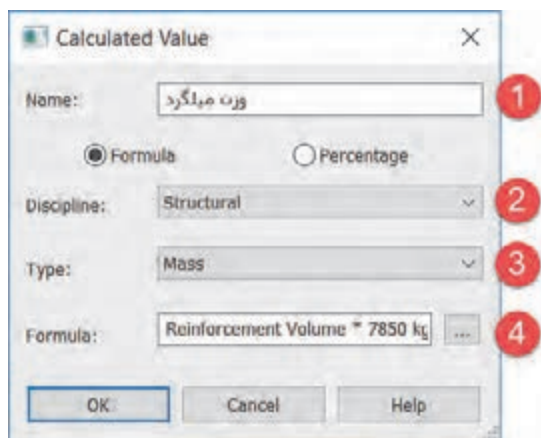 Calculated Value
Name: وزن میلگرد 1
Formula Percentage
Discipline: Structural 2
Type: Mass 3
Formula: Reinforcement Volume * 7850 kg ... 4
OK Cancel Help